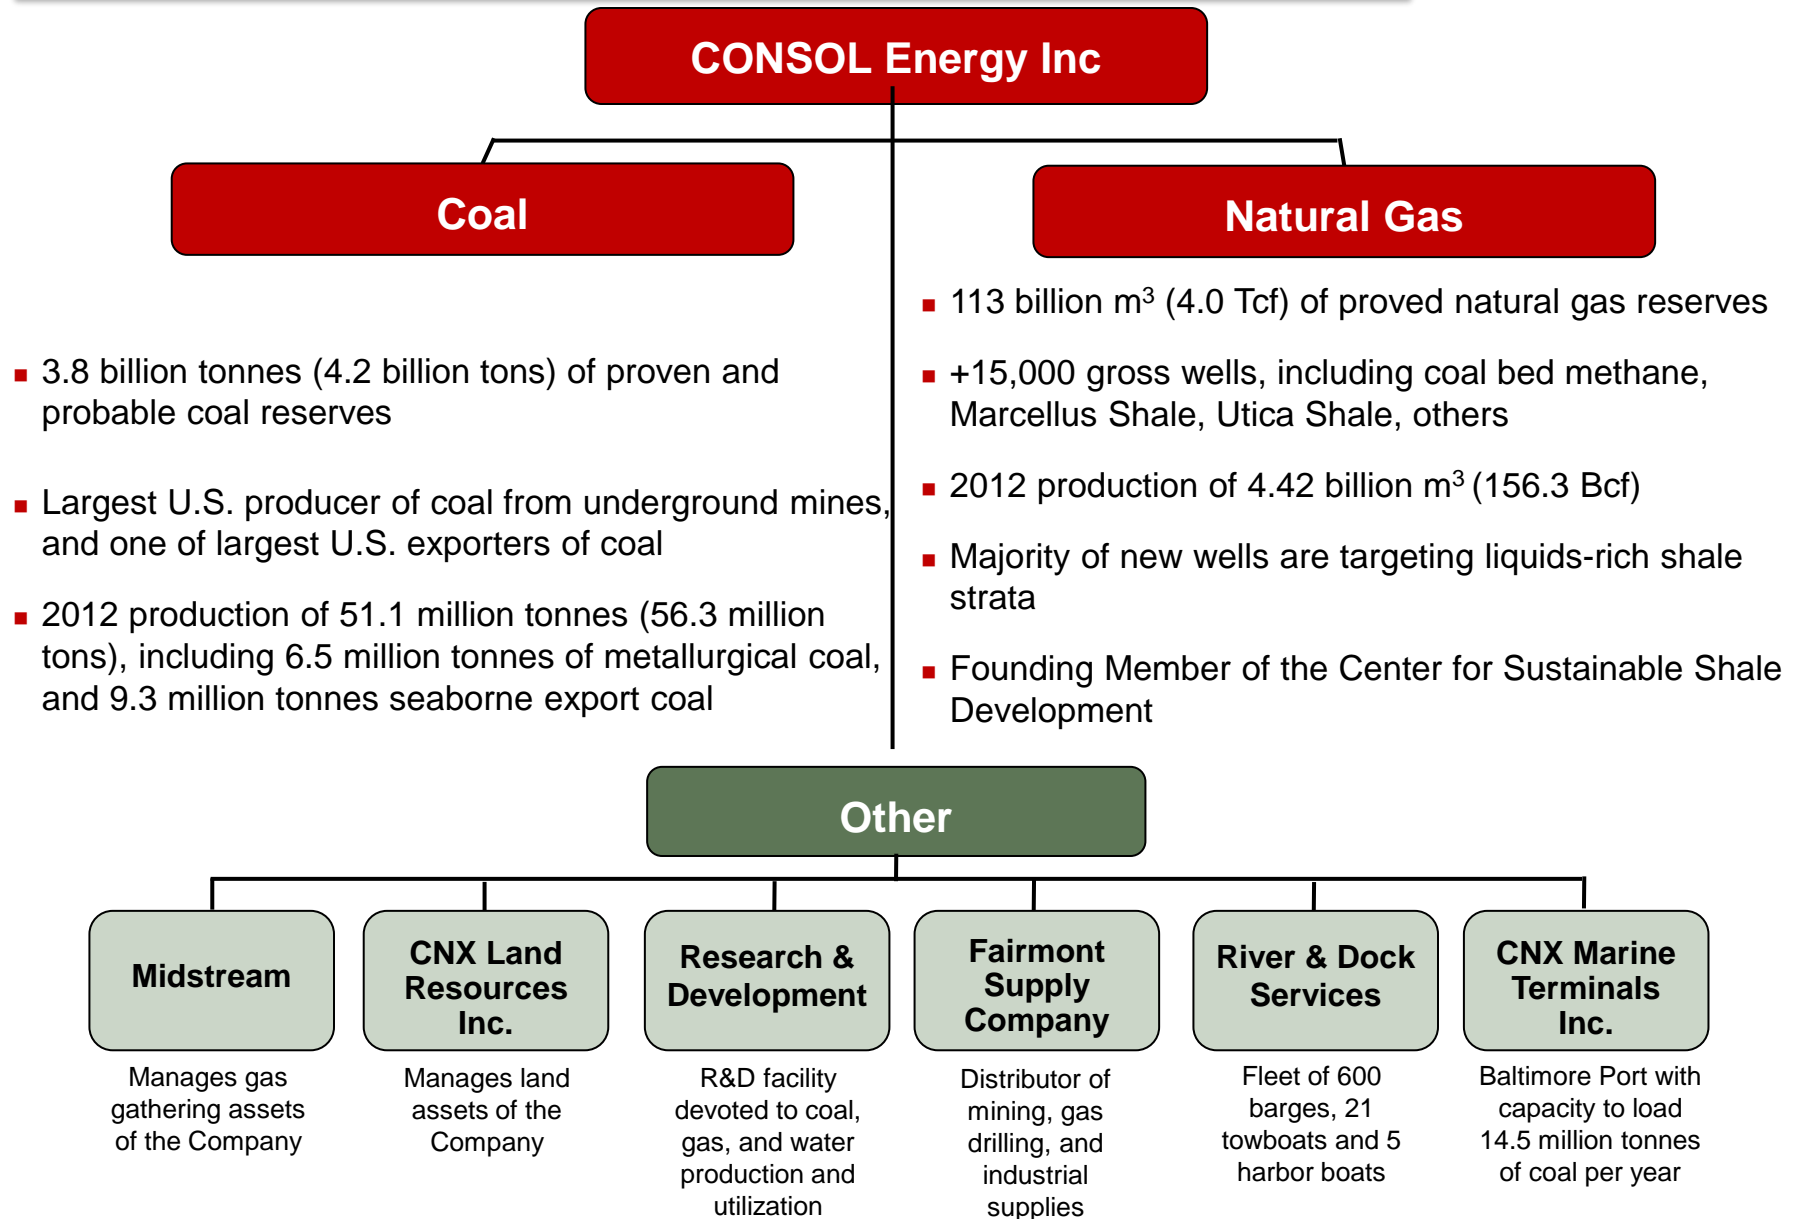 CONSOL Energy Inc
Coal
Natural Gas
▪ 3.8 billion tonnes (4.2 billion tons) of proven and
probable coal reserves
▪ Largest U.S. producer of coal from underground mines,
and one of largest U.S. exporters of coal
▪ 2012 production of 51.1 million tonnes (56.3 million
tons), including 6.5 million tonnes of metallurgical coal,
and 9.3 million tonnes seaborne export coal
▪ 113 billion m³ (4.0 Tcf) of proved natural gas reserves
▪ +15,000 gross wells, including coal bed methane,
Marcellus Shale, Utica Shale, others
▪ 2012 production of 4.42 billion m³ (156.3 Bcf)
▪ Majority of new wells are targeting liquids-rich shale
strata
▪ Founding Member of the Center for Sustainable Shale
Development
Other
Midstream
Manages gas
gathering assets
of the Company
CNX Land
Resources
Inc.
Manages land
assets of the
Company
Research &
Development
R&D facility
devoted to coal,
gas, and water
production and
utilization
Fairmont
Supply
Company
Distributor of
mining, gas
drilling, and
industrial
supplies
River & Dock
Services
Fleet of 600
barges, 21
towboats and 5
harbor boats
CNX Marine
Terminals
Inc.
Baltimore Port with
capacity to load
14.5 million tonnes
of coal per year